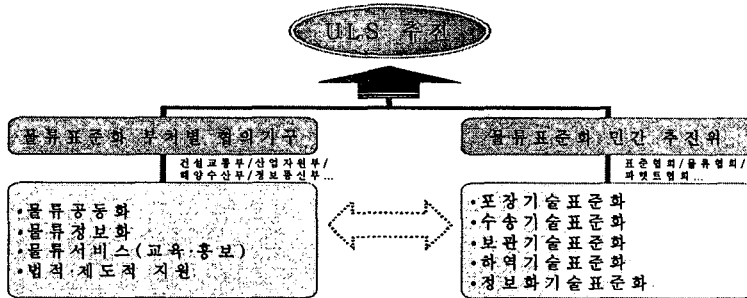 ULS 추진
물류표준화 부처별 협의기구
건설교통부/산업자원부/
해양수산부/정보통신부...
·물류공동화
·물류정보화
·물류서비스(교육·홍보)
·법적·제도적 지원
물류표준화 민간 추진위
표준협회/물류협회/
파렛트협회...
·포장기술표준화
·수송기술표준화
·보관기술표준화
·하역기술표준화
·정보화기술표준화